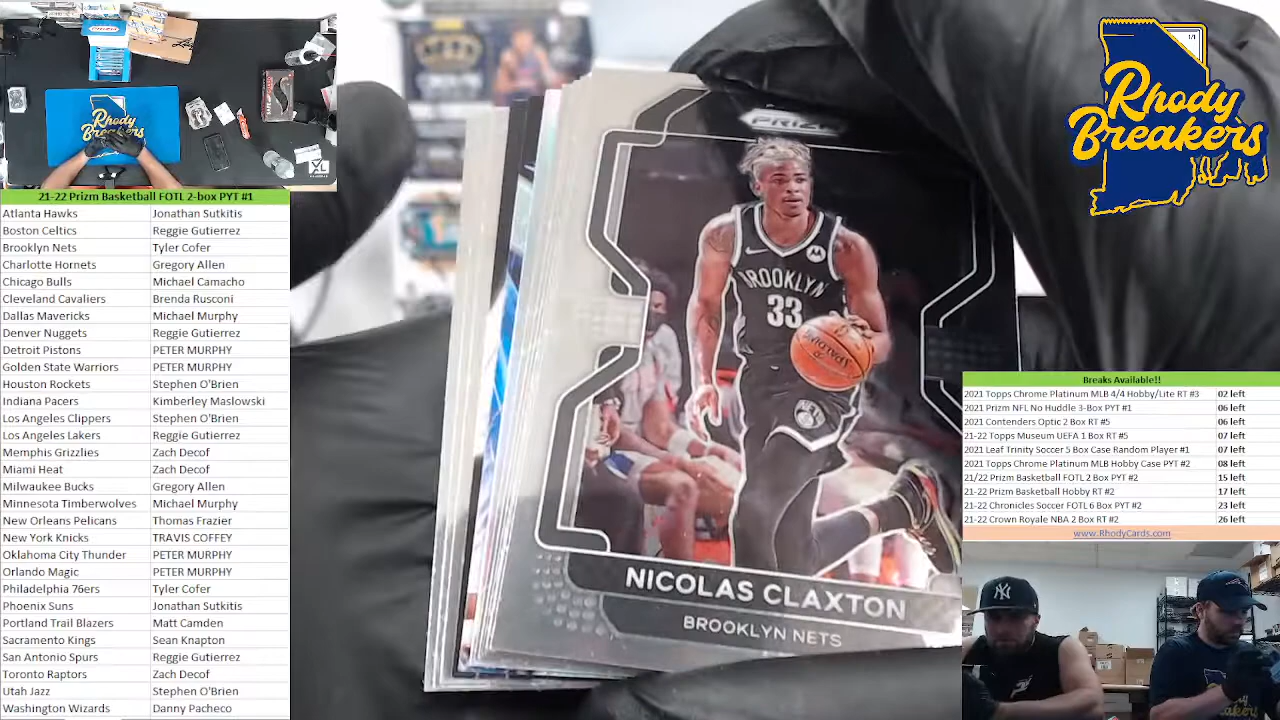 21-22 Prizm Basketball FOTL 2-box PYT #1
Atlanta Hawks Jonathan Sutkitis
Boston Celtics Reggie Gutierrez
Brooklyn Nets Tyler Cofer
Charlotte Hornets Gregory Allen
Chicago Bulls Michael Camacho
Cleveland Cavaliers Brenda Rusconi
Dallas Mavericks Michael Murphy
Denver Nuggets Reggie Gutierrez
Detroit Pistons PETER MURPHY
Golden State Warriors PETER MURPHY
Houston Rockets Stephen O'Brien
Indiana Pacers Kimberley Maslowski
Los Angeles Clippers Stephen O'Brien
Los Angeles Lakers Reggie Gutierrez
Memphis Grizzlies Zach Decof
Miami Heat Zach Decof
Milwaukee Bucks Gregory Allen
Minnesota Timberwolves Michael Murphy
New Orleans Pelicans Thomas Frazier
New York Knicks TRAVIS COFFEY
Oklahoma City Thunder PETER MURPHY
Orlando Magic PETER MURPHY
Philadelphia 76ers Tyler Cofer
Phoenix Suns Jonathan Sutkitis
Portland Trail Blazers Matt Camden
Sacramento Kings Sean Knapton
San Antonio Spurs Reggie Gutierrez
Toronto Raptors Zach Decof
Utah Jazz Stephen O'Brien
Washington Wizards Danny Pacheco
Rhody
Breakers
PRIZM
BROOKLYN
33
SPALDING
NICOLAS CLAXTON
BROOKLYN NETS
1/1
Rhody
Breakers
Breaks Available!!
2021 Topps Chrome Platinum MLB 4/4 Hobby/Lite RT #3 02 left
2021 Prizm NFL No Huddle 3-Box PYT #1 06 left
2021 Contenders Optic 2 Box RT #5 06 left
21-22 Topps Museum UEFA 1 Box RT #5 07 left
2021 Leaf Trinity Soccer 5 Box Case Random Player #1 07 left
2021 Topps Chrome Platinum MLB Hobby Case PYT #2 08 left
21/22 Prizm Basketball FOTL 2 Box PYT #2 15 left
21-22 Prizm Basketball Hobby RT #2 17 left
21-22 Chronicles Soccer FOTL 6 Box PYT #2 23 left
21-22 Crown Royale NBA 2 Box RT #2 26 left
www.RhodyCards.com